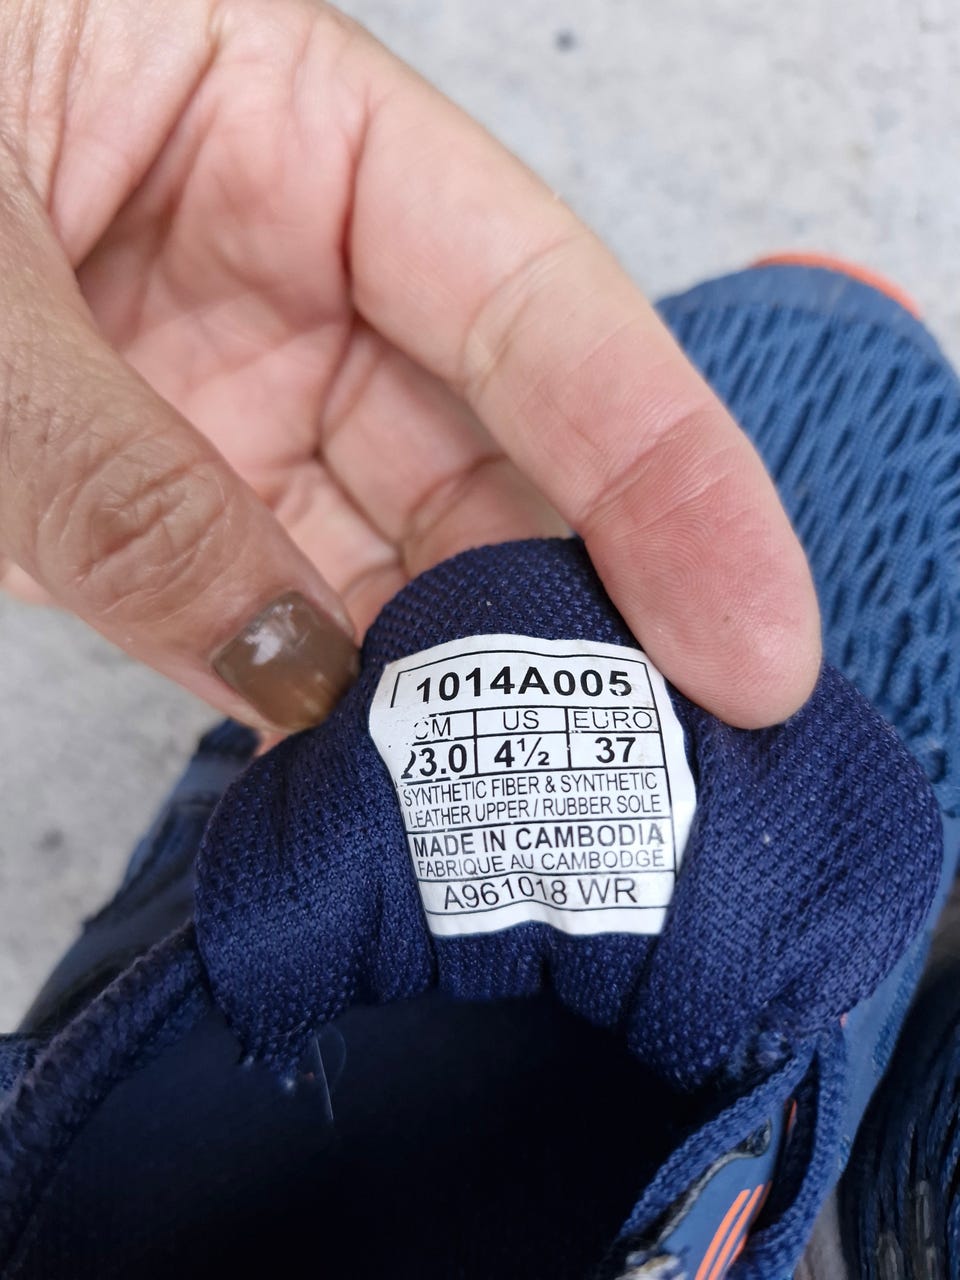 1014A005
CM US EURO
23.0 4½ 37
SYNTHETIC FIBER & SYNTHETIC
LEATHER UPPER / RUBBER SOLE
MADE IN CAMBODIA
FABRIQUE AU CAMBODGE
A961018 WR